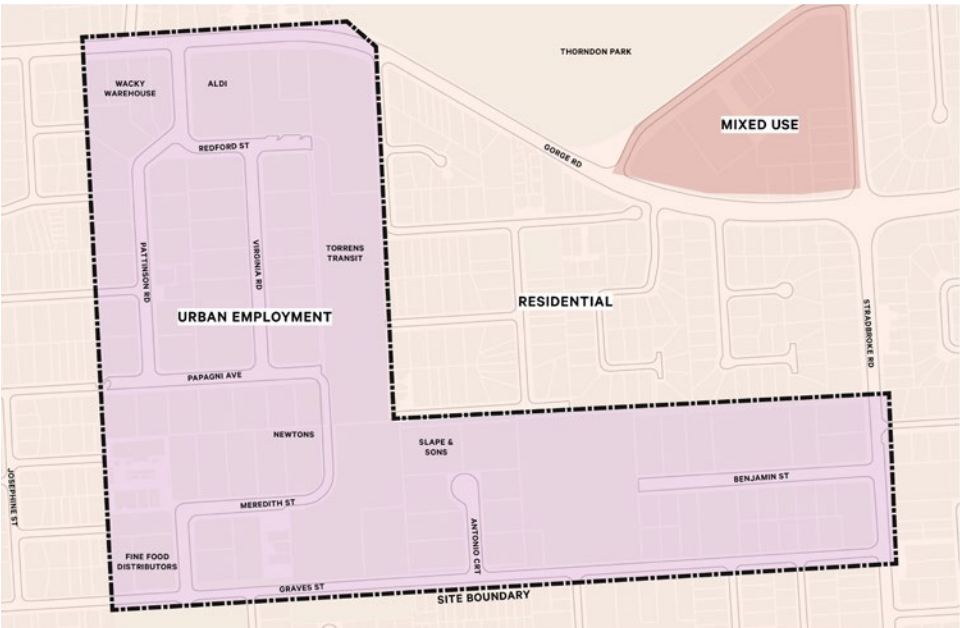 THORNDON PARK
WACKY
WAREHOUSE
ALDI
MIXED USE
REDFORD ST
GORGE RD
PATTINSON RD
VIRGINIA RD
TORRENS
TRANSIT
RESIDENTIAL
URBAN EMPLOYMENT
STRADBROKE RD
PAPAGNI AVE
NEWTONS
SLAPE &
SONS
JOSEPHINE ST
BENJAMIN ST
MEREDITH ST
ANTONIO CRT
FINE FOOD
DISTRIBUTORS
GRAVES ST
SITE BOUNDARY